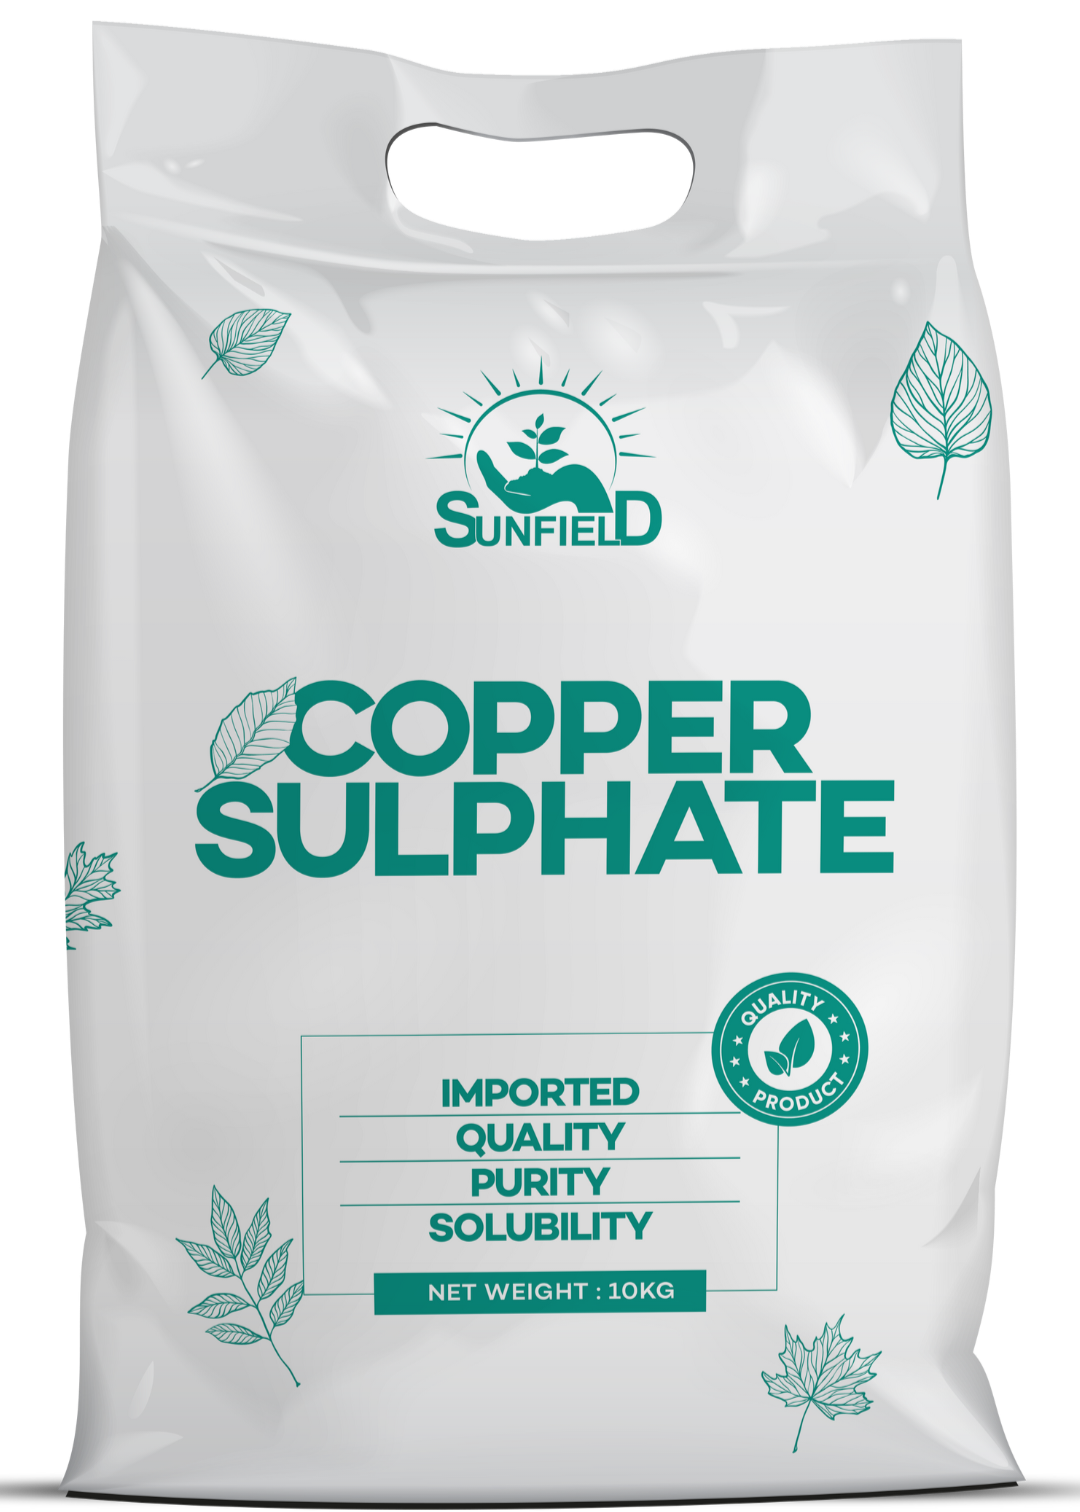 SUNFIELD
COPPER
SULPHATE
QUALITY
PRODUCT
IMPORTED
QUALITY
PURITY
SOLUBILITY
NET WEIGHT : 10KG